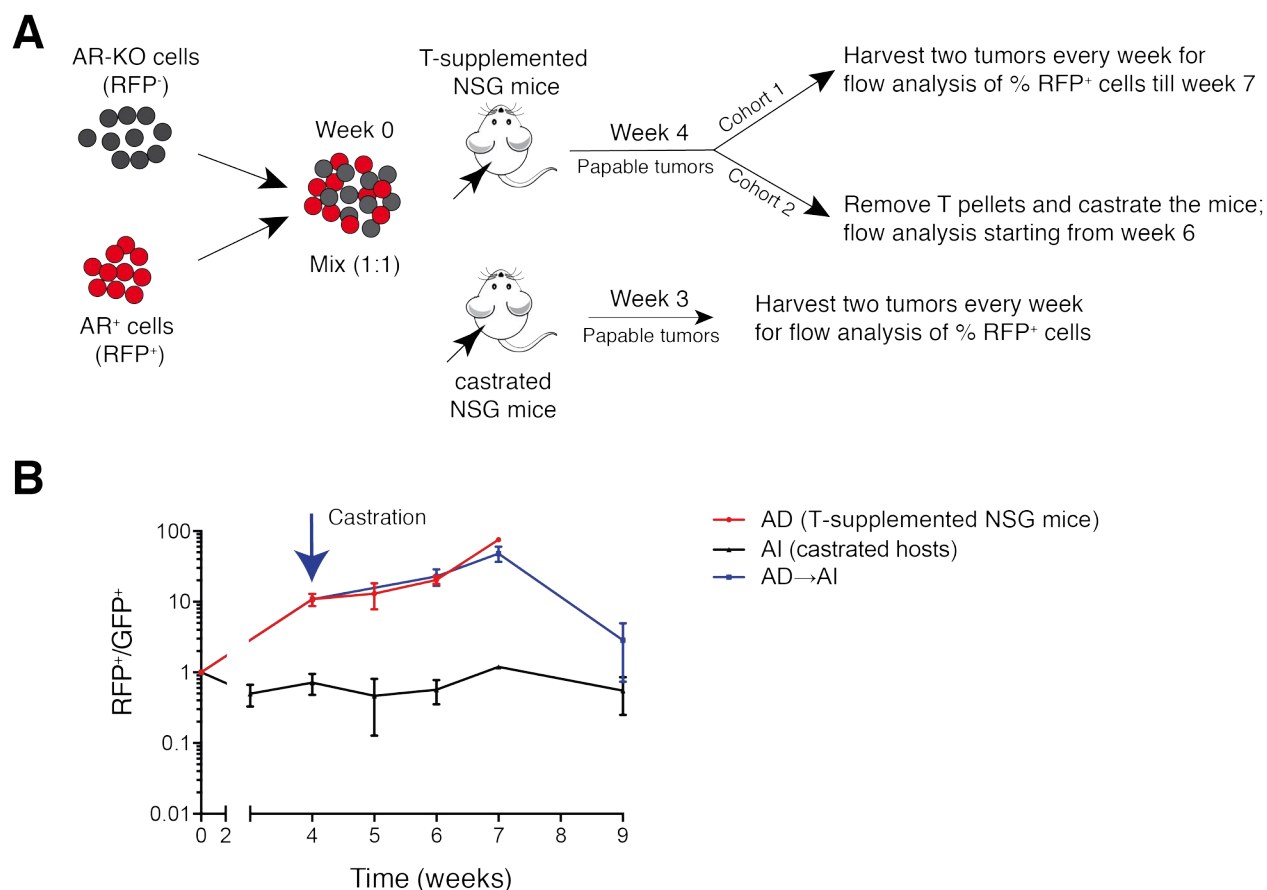 A
AR-KO cells
(RFP⁻)
AR⁺ cells
(RFP⁺)
Week 0
Mix (1:1)
T-supplemented
NSG mice
Week 4
Papable tumors
Cohort 1
Cohort 2
Harvest two tumors every week for
flow analysis of % RFP⁺ cells till week 7
Remove T pellets and castrate the mice;
flow analysis starting from week 6
castrated
NSG mice
Week 3
Papable tumors
Harvest two tumors every week
for flow analysis of % RFP⁺ cells
B
Castration
RFP⁺/GFP⁺
100
10
1
0.1
0.01
0 2 4 5 6 7 8 9
Time (weeks)
AD (T-supplemented NSG mice)
AI (castrated hosts)
AD→AI